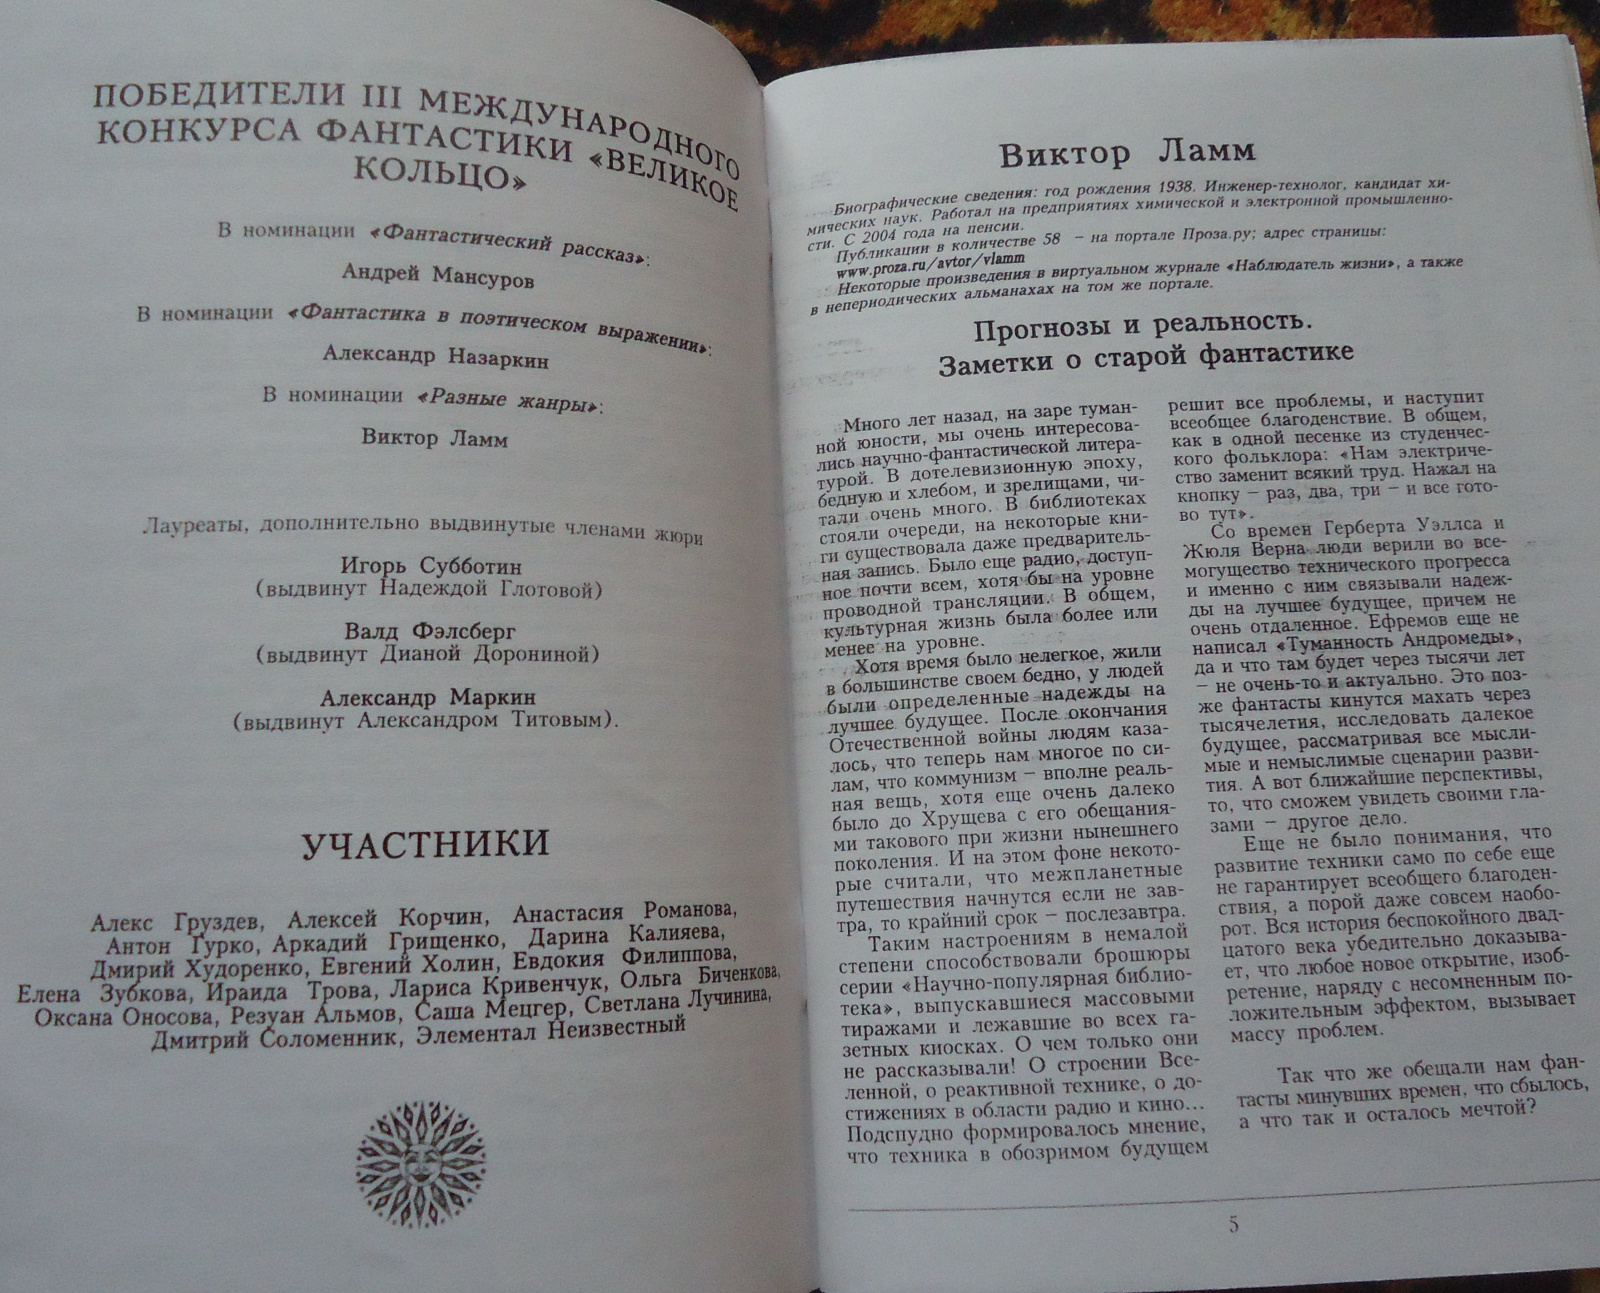 ПОБЕДИТЕЛИ III МЕЖДУНАРОДНОГО
КОНКУРСА ФАНТАСТИКИ «ВЕЛИКОЕ
КОЛЬЦО»
В номинации «Фантастический рассказ»:
Андрей Мансуров
В номинации «Фантастика в поэтическом выражении»:
Александр Назаркин
В номинации «Разные жанры»:
Виктор Ламм
Лауреаты, дополнительно выдвинутые членами жюри
Игорь Субботин
(выдвинут Надеждой Глотовой)
Валд Фэлсберг
(выдвинут Дианой Дорониной)
Александр Маркин
(выдвинут Александром Титовым).
УЧАСТНИКИ
Алекс Груздев, Алексей Корчин, Анастасия Романова,
Антон Гурко, Аркадий Грищенко, Дарина Калияева,
Дмирий Худоренко, Евгений Холин, Евдокия Филиппова,
Елена Зубкова, Ираида Трова, Лариса Кривенчук, Ольга Биченкова,
Оксана Оносова, Резуан Альмов, Саша Мецгер, Светлана Лучинина,
Дмитрий Соломенник, Элементал Неизвестный
Виктор Ламм
Биографические сведения: год рождения 1938. Инженер-технолог, кандидат хи-
мических наук. Работал на предприятиях химической и электронной промышленно-
сти. С 2004 года на пенсии.
Публикации в количестве 58 – на портале Проза.ру; адрес страницы:
www.proza.ru/avtor/vlamm
Некоторые произведения в виртуальном журнале «Наблюдатель жизни», а также
в непериодических альманахах на том же портале.
Прогнозы и реальность.
Заметки о старой фантастике
Много лет назад, на заре туман-
ной юности, мы очень интересова-
лись научно-фантастической литера-
турой. В дотелевизионную эпоху,
бедную и хлебом, и зрелищами, чи-
тали очень много. В библиотеках
стояли очереди, на некоторые кни-
ги существовала даже предваритель-
ная запись. Было еще радио, доступ-
ное почти всем, хотя бы на уровне
проводной трансляции. В общем,
культурная жизнь была более или
менее на уровне.
Хотя время было нелегкое, жили
в большинстве своем бедно, у людей
были определенные надежды на
лучшее будущее. После окончания
Отечественной войны людям каза-
лось, что теперь нам многое по си-
лам, что коммунизм – вполне реаль-
ная вещь, хотя еще очень далеко
было до Хрущева с его обещания-
ми такового при жизни нынешнего
поколения. И на этом фоне некото-
рые считали, что межпланетные
путешествия начнутся если не зав-
тра, то крайний срок – послезавтра.
Таким настроениям в немалой
степени способствовали брошюры
серии «Научно-популярная библио-
тека», выпускавшиеся массовыми
тиражами и лежавшие во всех га-
зетных киосках. О чем только они
не рассказывали! О строении Все-
ленной, о реактивной технике, о до-
стижениях в области радио и кино...
Подспудно формировалось мнение,
что техника в обозримом будущем
решит все проблемы, и наступит
всеобщее благоденствие. В общем,
как в одной песенке из студенчес-
кого фольклора: «Нам электриче-
ство заменит всякий труд. Нажал на
кнопку – раз, два, три – и все гото-
во тут».
Со времен Герберта Уэллса и
Жюля Верна люди верили во все-
могущество технического прогресса
и именно с ним связывали надеж-
ды на лучшее будущее, причем не
очень отдаленное. Ефремов еще не
написал «Туманность Андромеды»,
да и что там будет через тысячи лет
– не очень-то и актуально. Это поз-
же фантасты кинутся махать через
тысячелетия, исследовать далекое
будущее, рассматривая все мысли-
мые и немыслимые сценарии разви-
тия. А вот ближайшие перспективы,
то, что сможем увидеть своими гла-
зами – другое дело.
Еще не было понимания, что
развитие техники само по себе еще
не гарантирует всеобщего благоден-
ствия, а порой даже совсем наобо-
рот. Вся история беспокойного двад-
цатого века убедительно доказыва-
ет, что любое новое открытие, изоб-
ретение, наряду с несомненным по-
ложительным эффектом, вызывает
массу проблем.
Так что же обещали нам фан-
тасты минувших времен, что сбылось,
а что так и осталось мечтой?
5